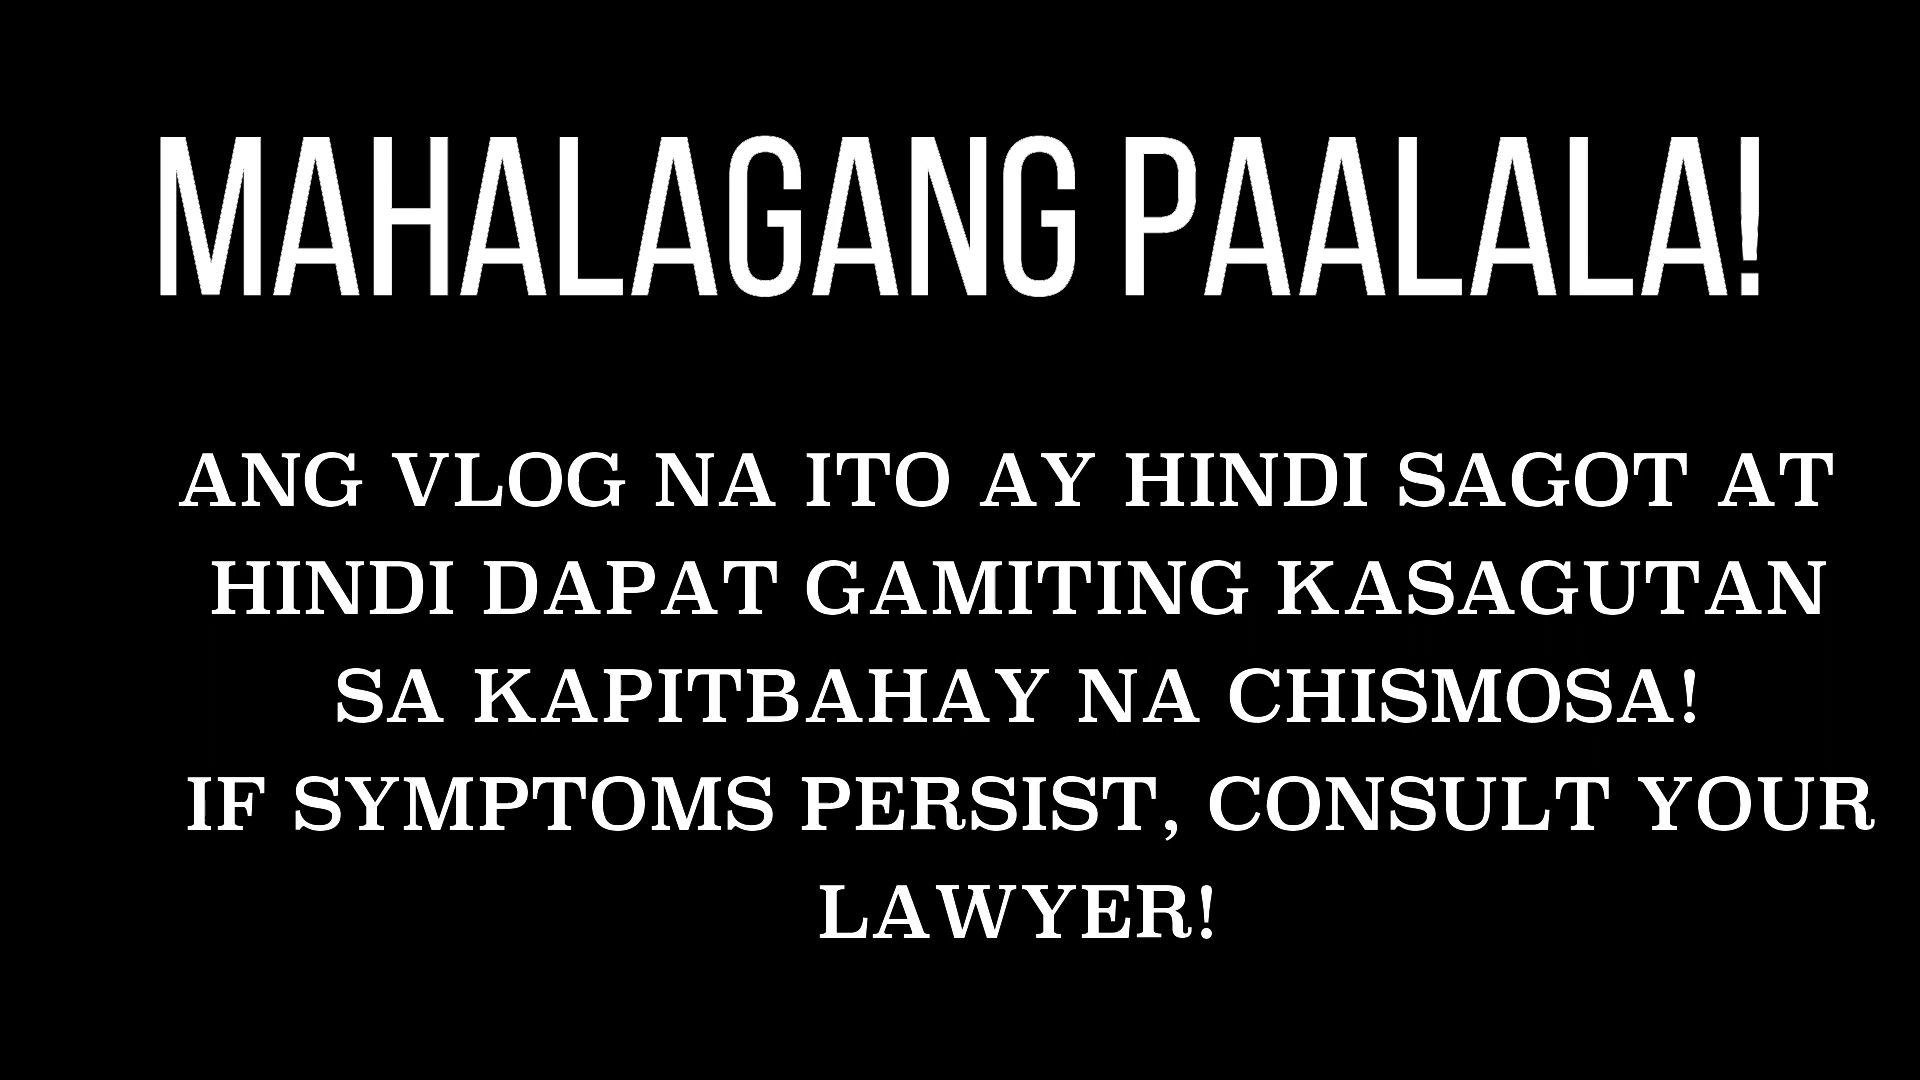 MAHALAGANG PAALALA!
ANG VLOG NA ITO AY HINDI SAGOT AT
HINDI DAPAT GAMITING KASAGUTAN
SA KAPITBAHAY NA CHISMOSA!
IF SYMPTOMS PERSIST, CONSULT YOUR
LAWYER!